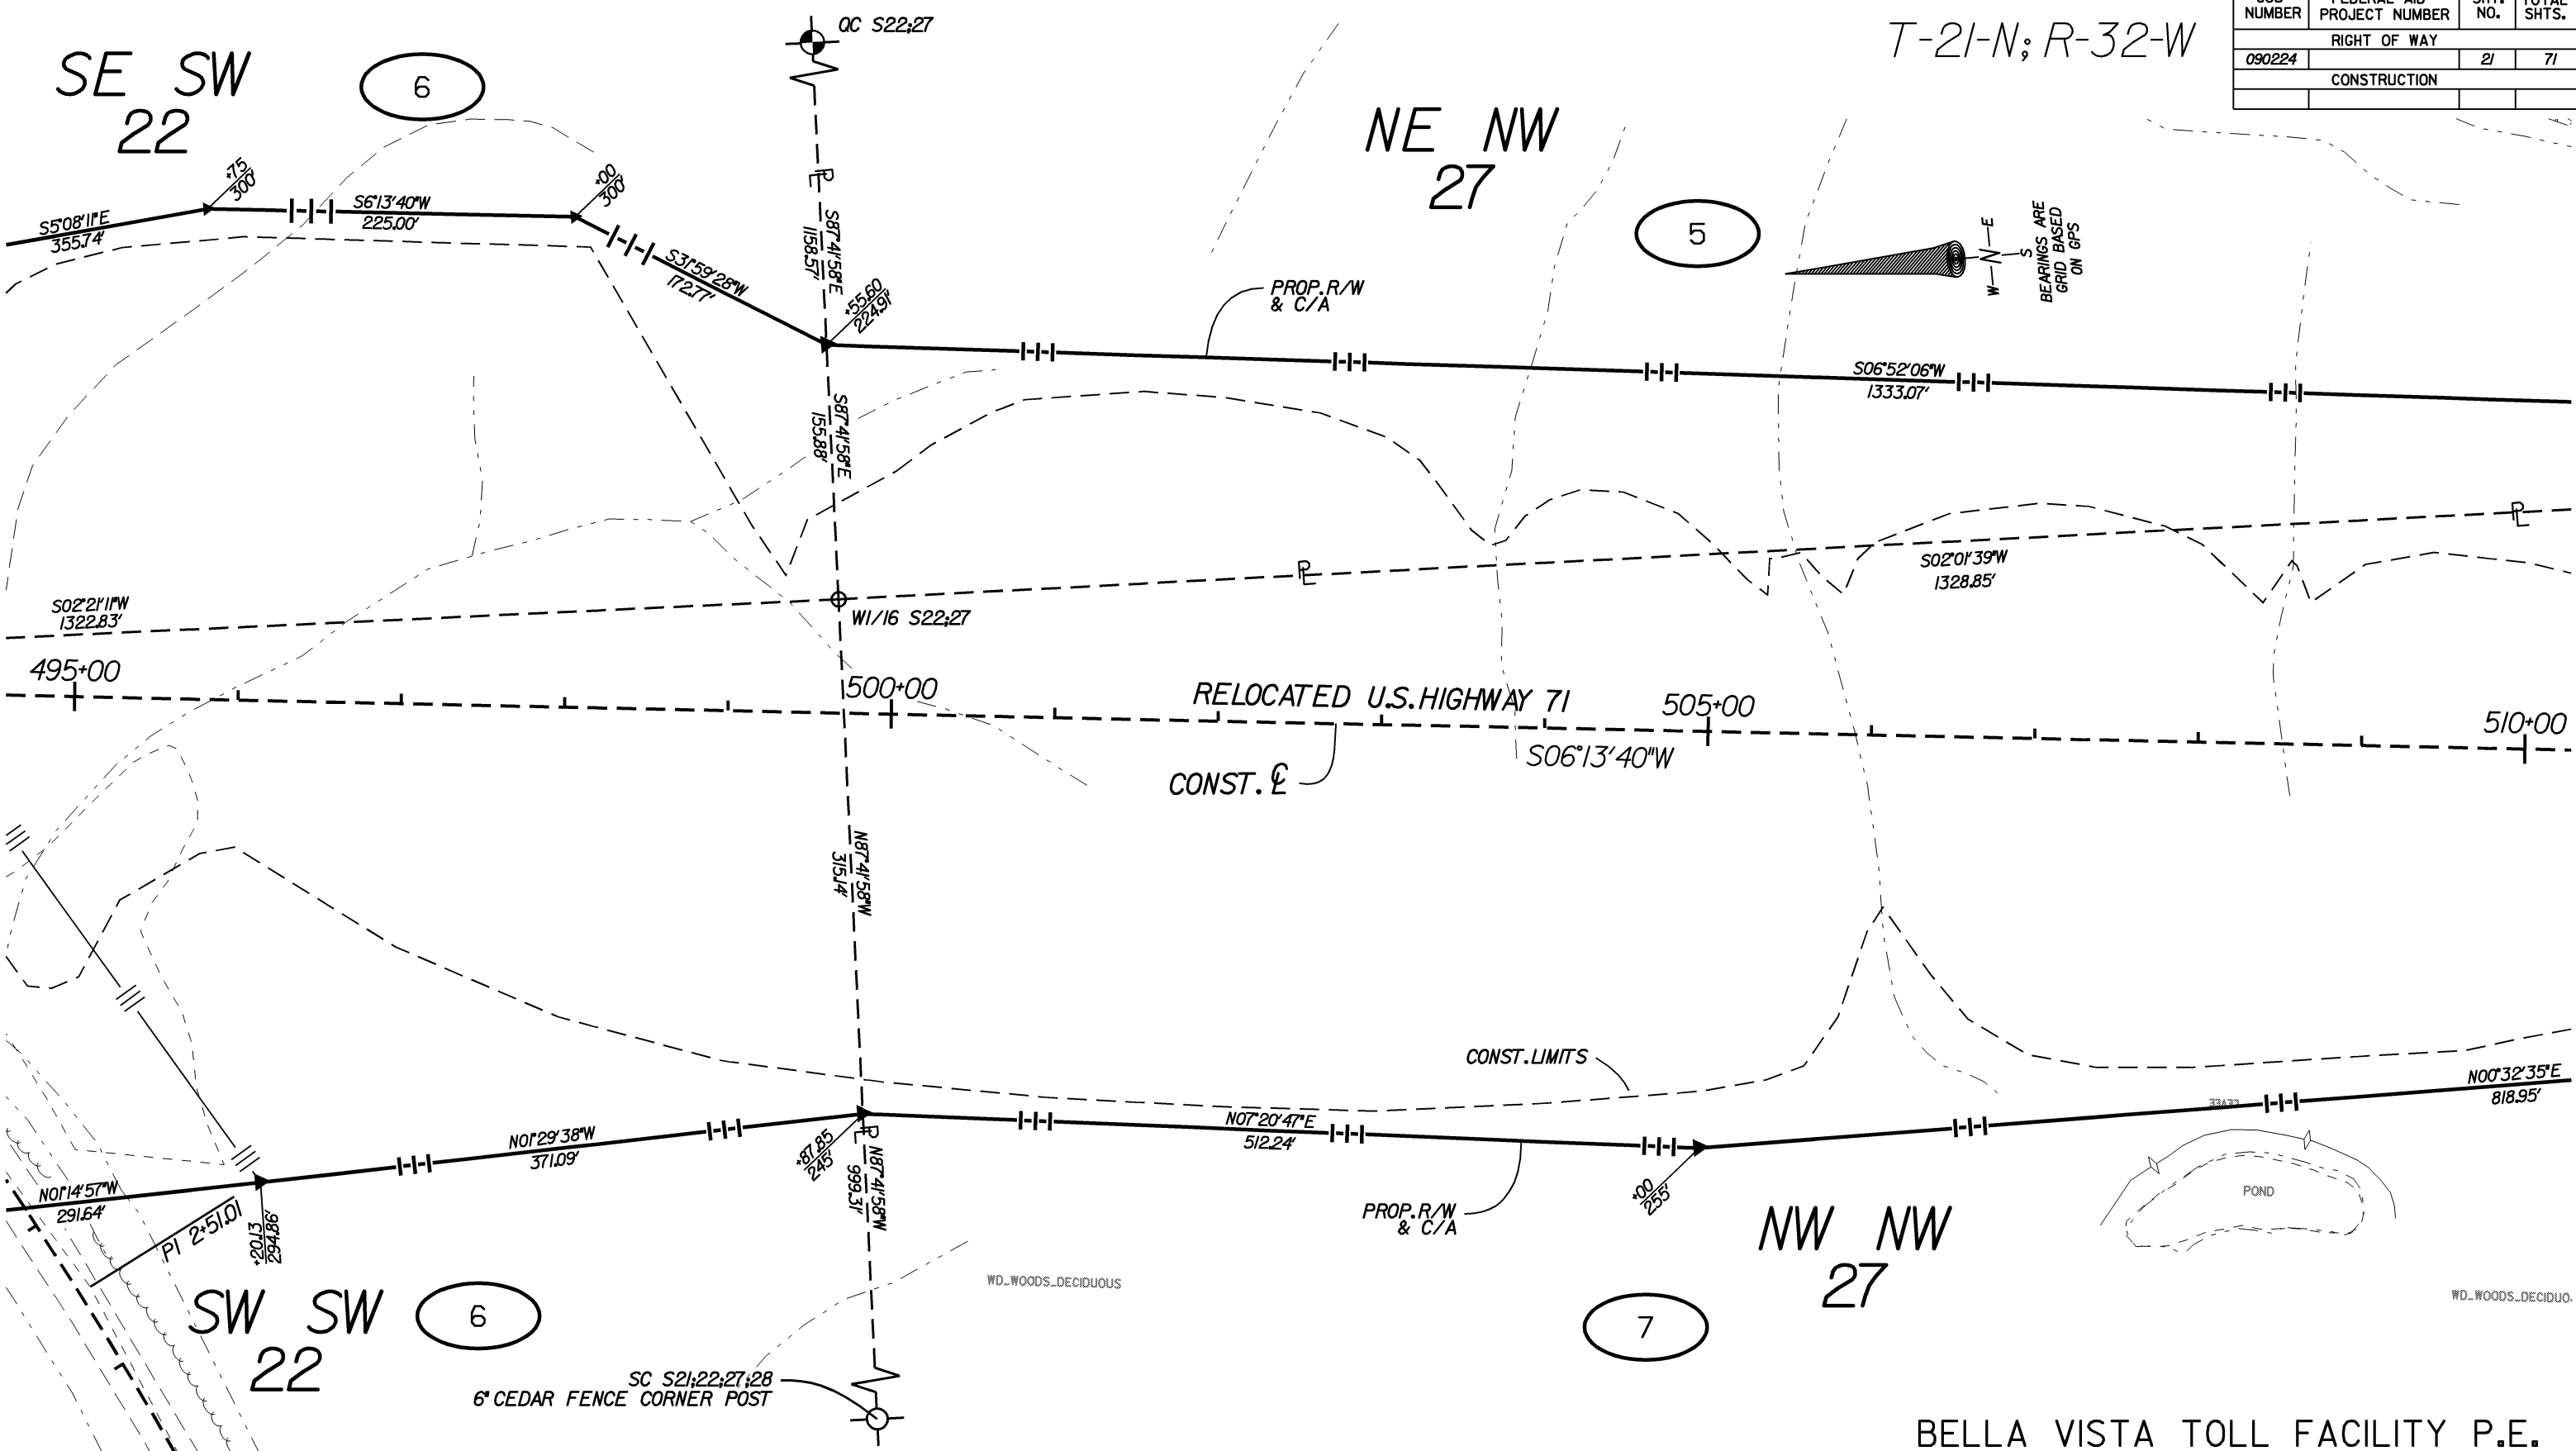 QC S22;27
T-21-N; R-32-W
NUMBER
PROJECT NUMBER
NO.
SHTS.
RIGHT OF WAY
090224
21
71
CONSTRUCTION
SE SW
22
6
NE NW
27
5
+75
300'
+00
300'
S5°08'11"E
355.74'
S6°13'40"W
225.00'
S31°59'28"W
172.77'
S87°41'58"E
1158.57'
+55.60
224.91'
PROP. R/W
& C/A
E
N
S
W
BEARINGS ARE
GRID BASED
ON GPS
S06°52'06"W
1333.07'
S87°41'58"E
155.88'
S02°21'11"W
1322.83'
W1/16 S22;27
S02°01'39"W
1328.85'
495+00
500+00
RELOCATED U.S. HIGHWAY 71
505+00
510+00
S06°13'40"W
CONST. ℄
N87°41'58"W
315.14'
CONST. LIMITS
N00°32'35"E
818.95'
N01°29'38"W
371.09'
N07°20'47"E
512.24'
N01°14'57"W
291.64'
PI 2+51.01
+20.13
294.86'
+87.85
245'
N87°41'58"W
999.31'
PROP. R/W
& C/A
+00
255'
POND
NW NW
27
7
SW SW
22
6
WD_WOODS_DECIDUOUS
WD_WOODS_DECIDUO
SC S21;22;27;28
6" CEDAR FENCE CORNER POST
BELLA VISTA TOLL FACILITY P.E.